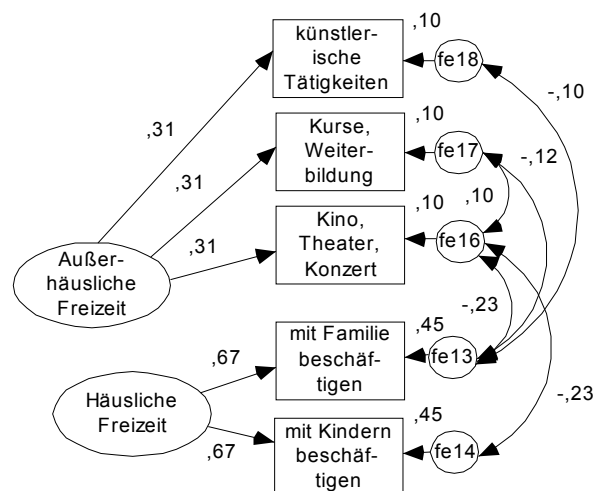 künstler-
ische
Tätigkeiten
,10
fe18
-,10
,31
Kurse,
Weiter-
bildung
,10
fe17
-,12
,31
,10
Kino,
Theater,
Konzert
,10
fe16
,31
Außer-
häusliche
Freizeit
-,23
mit Familie
beschäf-
tigen
,45
fe13
,67
Häusliche
Freizeit
-,23
mit Kindern
beschäf-
tigen
,45
fe14
,67